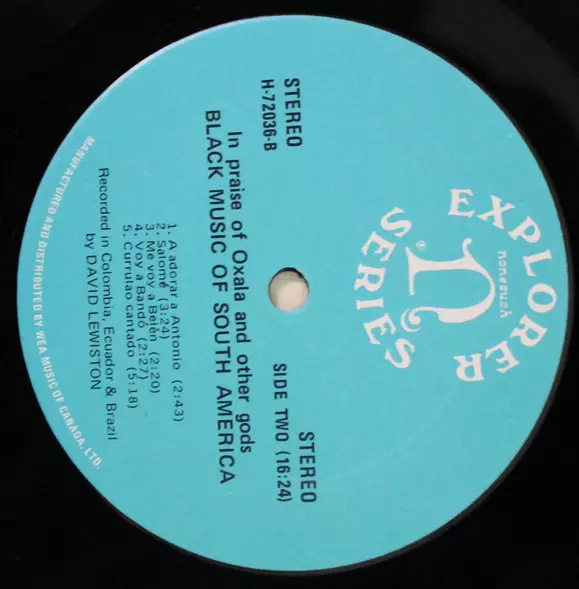 EXPLORER
nonesuch
N
®
SERIES
STEREO
H-72036-B
STEREO
SIDE TWO (16:24)
In praise of Oxala and other gods
BLACK MUSIC OF SOUTH AMERICA
1. A adorar a Antonio (2:43)
2. Salomé (3:24)
3. Me voy a Belén (2:20)
4. Voy a Bandó (2:27)
5. Currulao cantado (5:18)
Recorded in Colombia, Ecuador & Brazil
by DAVID LEWISTON
MANUFACTURED AND DISTRIBUTED BY WEA MUSIC OF CANADA, LTD.